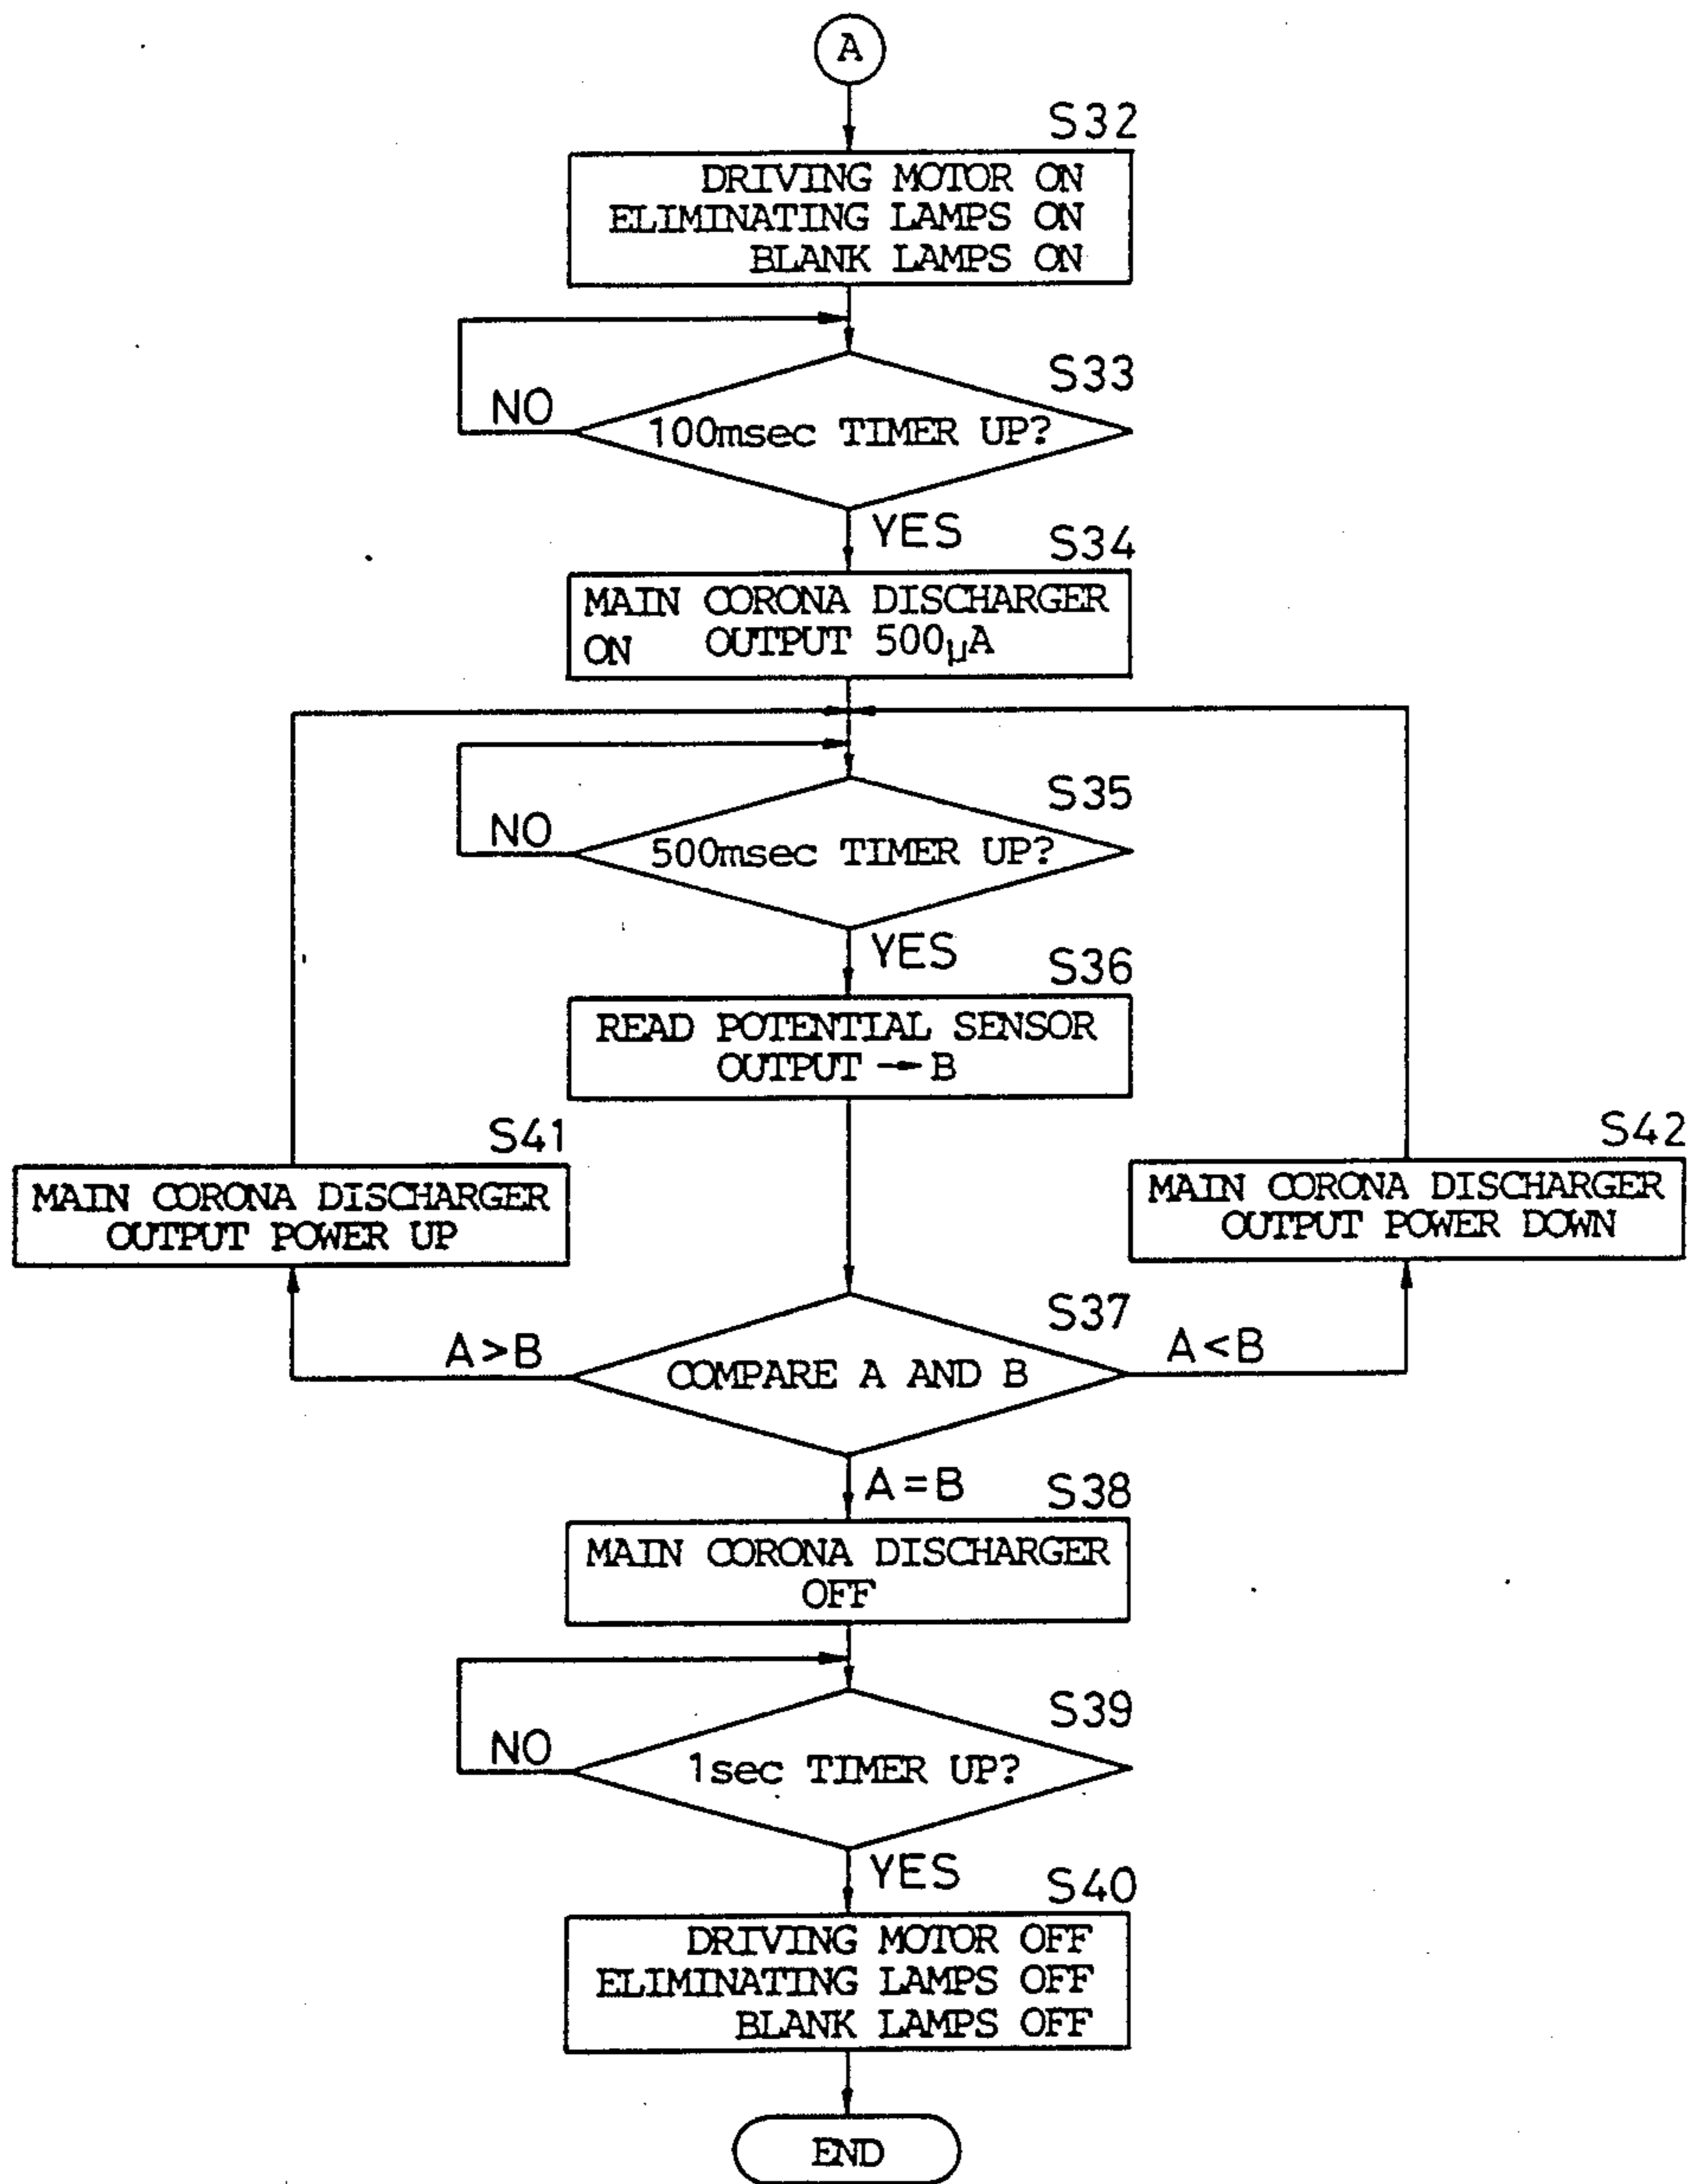 A
S32
DRIVING MOTOR ON
ELIMINATING LAMPS ON
BLANK LAMPS ON
S33
NO
100msec TIMER UP?
YES
S34
MAIN CORONA DISCHARGER
ON OUTPUT 500µA
S35
NO
500msec TIMER UP?
YES
S36
READ POTENTIAL SENSOR
OUTPUT → B
S41
MAIN CORONA DISCHARGER
OUTPUT POWER UP
S42
MAIN CORONA DISCHARGER
OUTPUT POWER DOWN
S37
A>B
COMPARE A AND B
A<B
A=B
S38
MAIN CORONA DISCHARGER
OFF
S39
NO
1sec TIMER UP?
YES
S40
DRIVING MOTOR OFF
ELIMINATING LAMPS OFF
BLANK LAMPS OFF
END